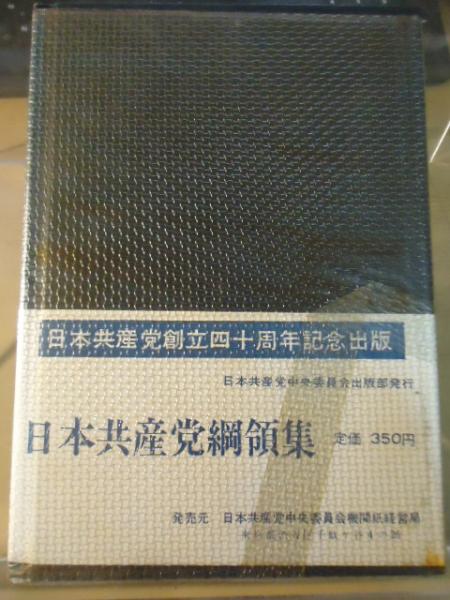 日本共産党創立四十周年記念出版
日本共産党中央委員会出版部発行
日本共産党綱領集 定価 350円
発売元 日本共産党中央委員会機関紙経営局